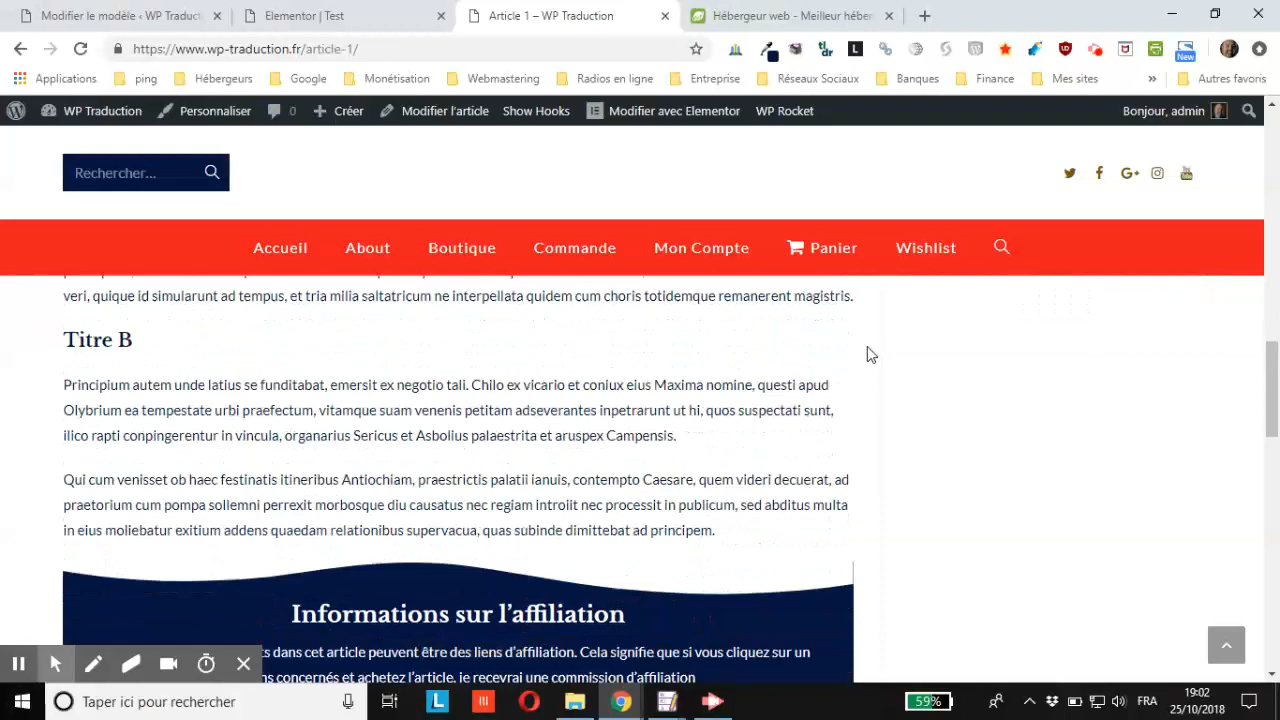 Modifier le modèle ‹ WP Traduct
Elementor | Test
Article 1 – WP Traduction
Hébergeur web - Meilleur héber
https://www.wp-traduction.fr/article-1/
New
Applications
ping
Hébergeurs
Google
Monétisation
Webmastering
Radios en ligne
Entreprise
Réseaux Sociaux
Banques
Finance
Mes sites
»
Autres favoris
WP Traduction
Personnaliser
0
Créer
Modifier l'article
Show Hooks
Modifier avec Elementor
WP Rocket
Bonjour, admin
Rechercher...
Accueil
About
Boutique
Commande
Mon Compte
Panier
Wishlist
veri, quique id simularunt ad tempus, et tria milia saltatricum ne interpellata quidem cum choris totidemque remanerent magistris.
Titre B
Principium autem unde latius se funditabat, emersit ex negotio tali. Chilo ex vicario et coniux eius Maxima nomine, questi apud
Olybrium ea tempestate urbi praefectum, vitamque suam venenis petitam adseverantes inpetrarunt ut hi, quos suspectati sunt,
ilico rapti conpingerentur in vincula, organarius Sericus et Asbolius palaestrita et aruspex Campensis.
Qui cum venisset ob haec festinatis itineribus Antiochiam, praestrictis palatii ianuis, contempto Caesare, quem videri decuerat, ad
praetorium cum pompa sollemni perrexit morbosque diu causatus nec regiam introiit nec processit in publicum, sed abditus multa
in eius moliebatur exitium addens quaedam relationibus supervacua, quas subinde dimittebat ad principem.
Informations sur l'affiliation
ts dans cet article peuvent être des liens d'affiliation. Cela signifie que si vous cliquez sur un
ns concernés et achetez l'article, je recevrai une commission d'affiliation
Taper ici pour rechercher
59%
FRA
19:02
25/10/2018